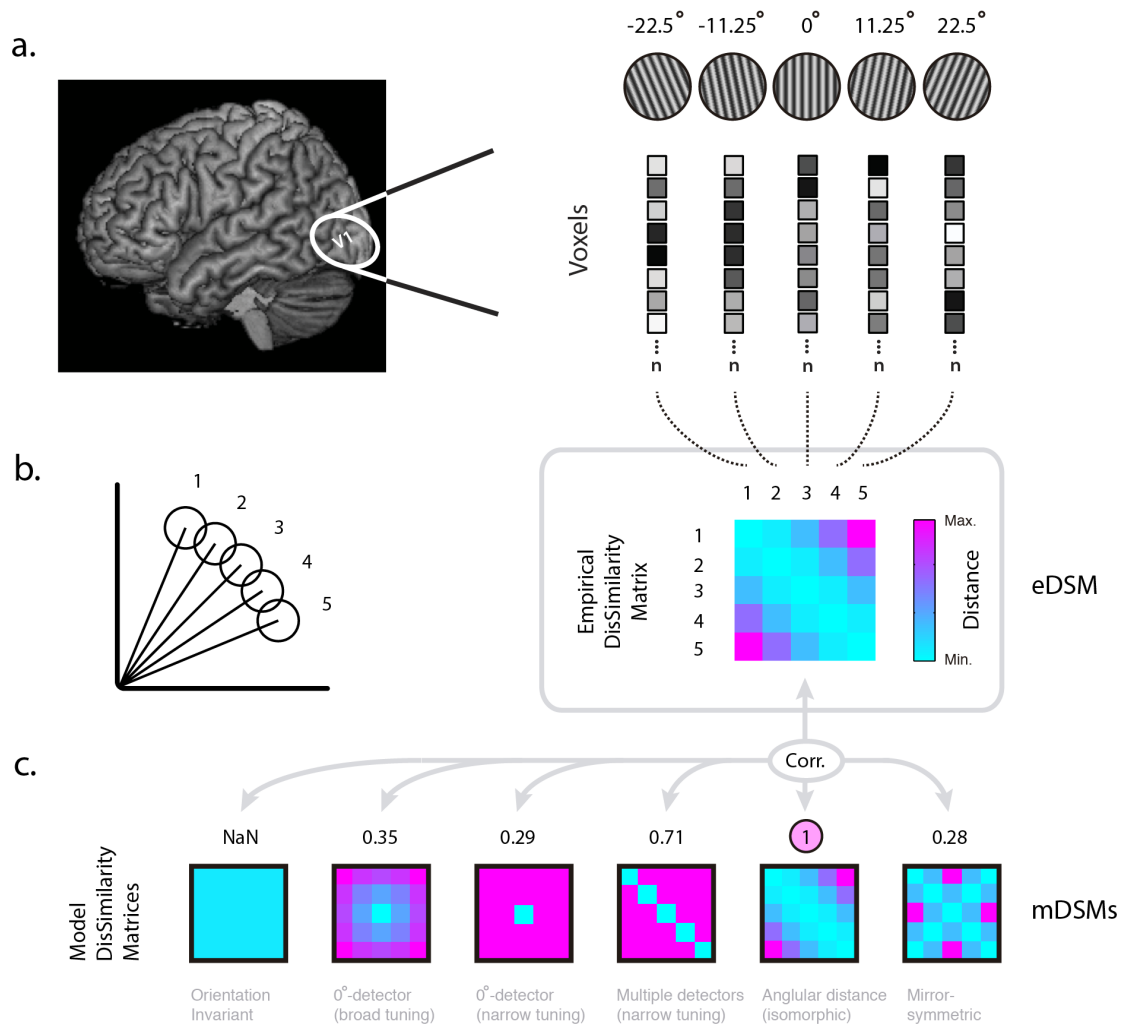 a.
-22.5° -11.25° 0° 11.25° 22.5°
V1
Voxels
n n n n n
b.
1
2
3
4
5
1 2 3 4 5
Empirical
DisSimilarity
Matrix
1
2
3
4
5
Max.
Distance
Min.
eDSM
c.
Corr.
NaN 0.35 0.29 0.71 1 0.28
Model
DisSimilarity
Matrices
mDSMs
Orientation
Invariant
0°-detector
(broad tuning)
0°-detector
(narrow tuning)
Multiple detectors
(narrow tuning)
Anglular distance
(isomorphic)
Mirror-
symmetric